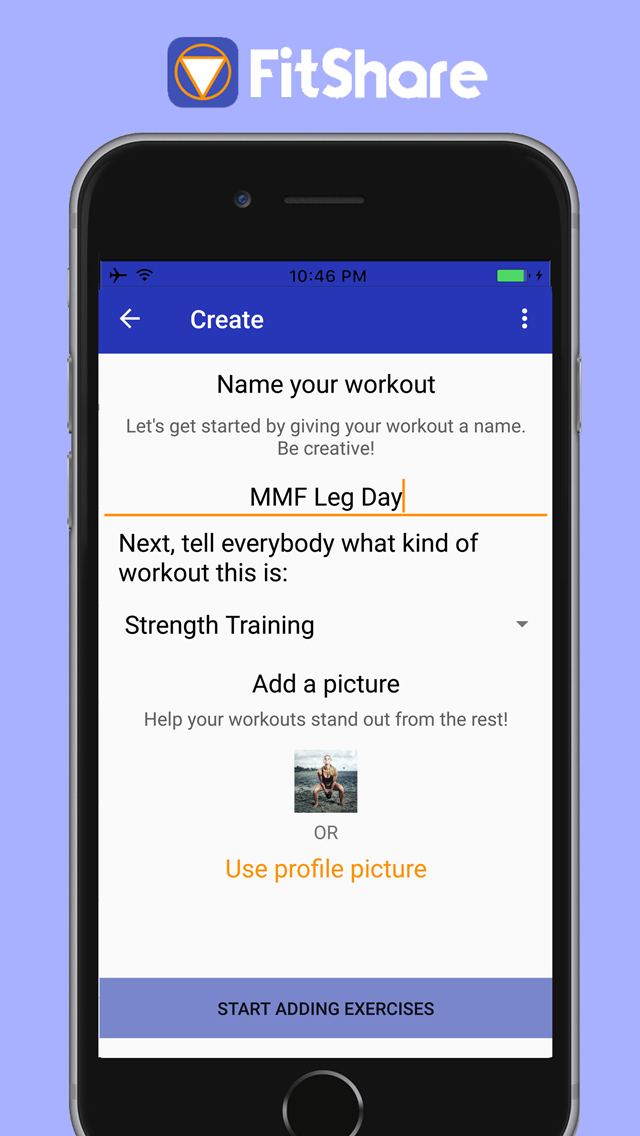 FitShare
10:46 PM
Create
Name your workout
Let's get started by giving your workout a name.
Be creative!
MMF Leg Day
Next, tell everybody what kind of
workout this is:
Strength Training
Add a picture
Help your workouts stand out from the rest!
OR
Use profile picture
START ADDING EXERCISES